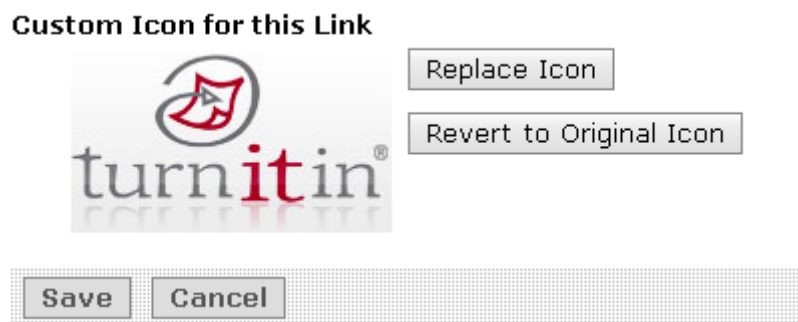 Custom Icon for this Link
Replace Icon
Revert to Original Icon
turnitin®
Save
Cancel